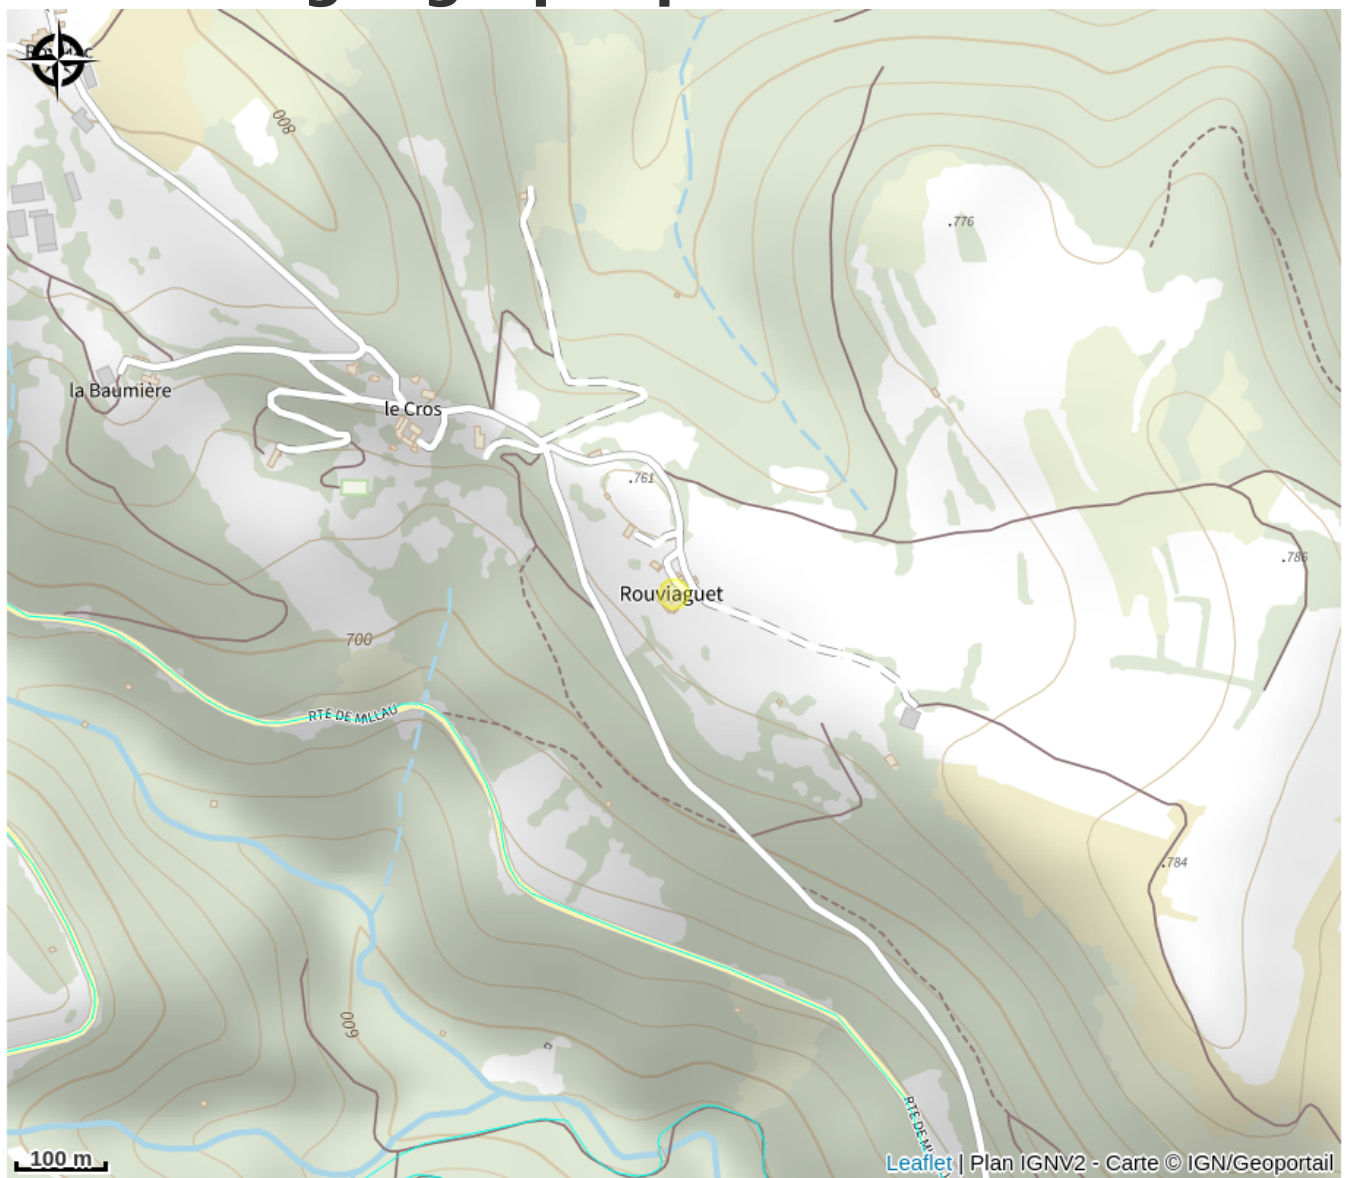 800
.776
la Baumière
le Cros
.761
.786
Rouviaguet
700
RTE DE MILLAU
.784
600
100 m
Leaflet | Plan IGNV2 - Carte © IGN/Geoportail